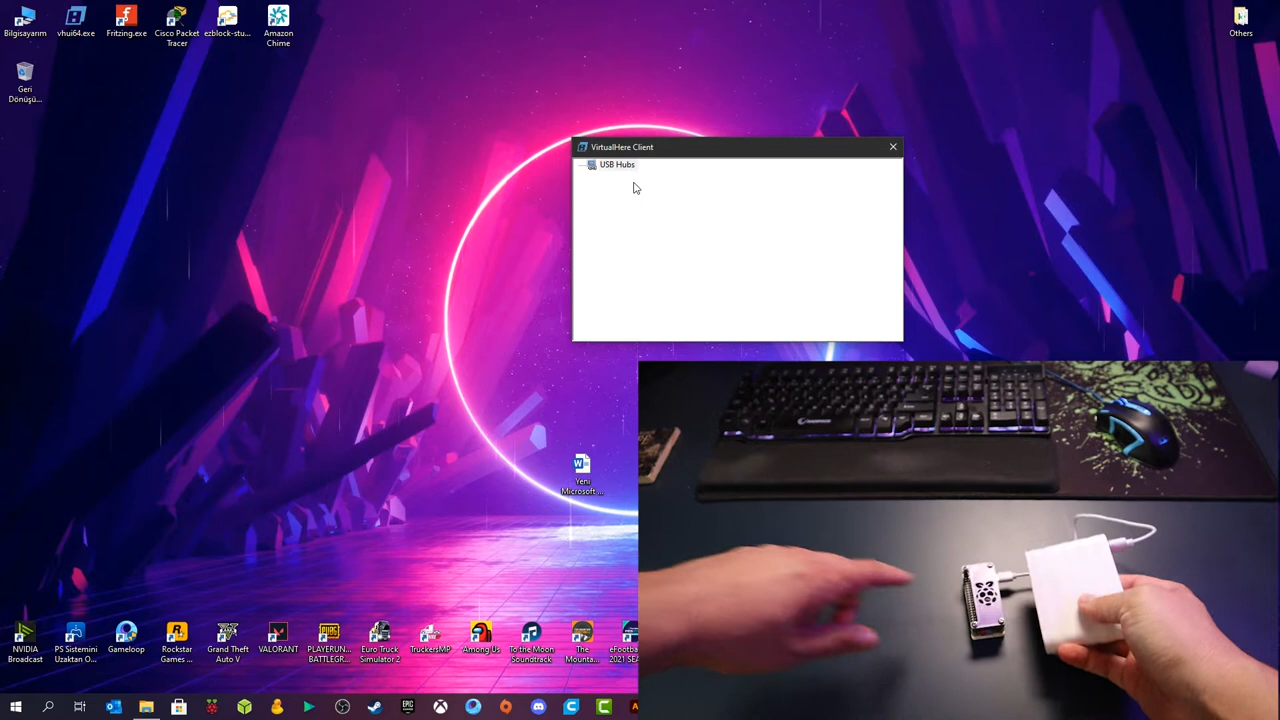 Bilgisayarım
vhui64.exe
Fritzing.exe
Cisco Packet
Tracer
ezblock-stu...
Amazon
Chime
Others
Geri
Dönüşü...
VirtualHere Client
USB Hubs
Yeni
Microsoft ...
NVIDIA
Broadcast
PS Sistemini
Uzaktan O...
Gameloop
Rockstar
Games ...
Grand Theft
Auto V
VALORANT
PLAYERUN...
BATTLEGR...
Euro Truck
Simulator 2
TruckersMP
Among Us
To the Moon
Soundtrack
The
Mounta...
eFootba
2021 SEA